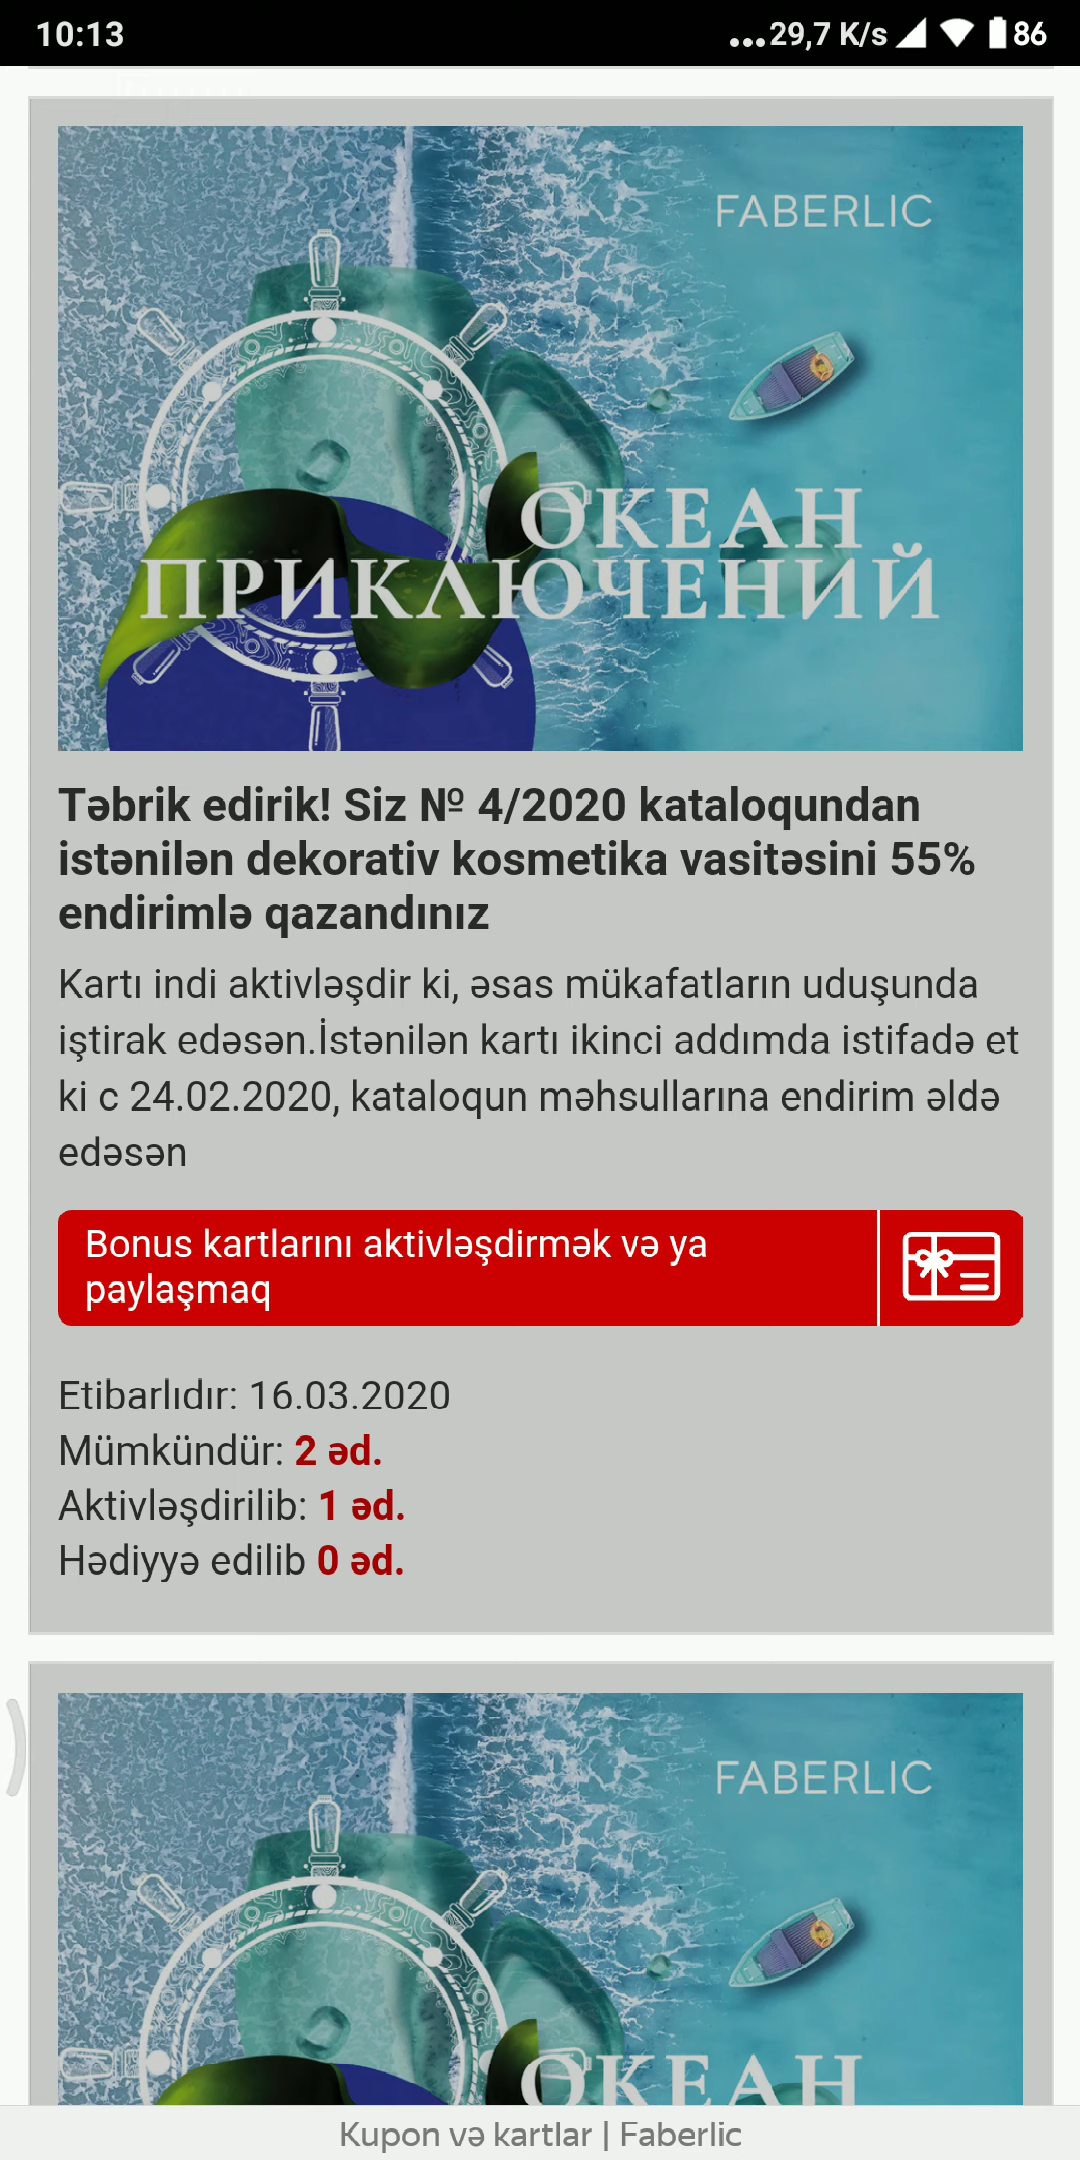 10:13
...29,7 K/s 86
FABERLIC
ОКЕАН
ПРИКЛЮЧЕНИЙ
Təbrik edirik! Siz № 4/2020 kataloqundan
istənilən dekorativ kosmetika vasitəsini 55%
endirimlə qazandınız
Kartı indi aktivləşdir ki, əsas mükafatların uduşunda
iştirak edəsən.İstənilən kartı ikinci addımda istifadə et
ki c 24.02.2020, kataloqun məhsullarına endirim əldə
edəsən
Bonus kartlarını aktivləşdirmək və ya
paylaşmaq
Etibarlıdır: 16.03.2020
Mümkündür: 2 əd.
Aktivləşdirilib: 1 əd.
Hədiyyə edilib 0 əd.
FABERLIC
ОКЕАН
Kupon və kartlar | Faberlic